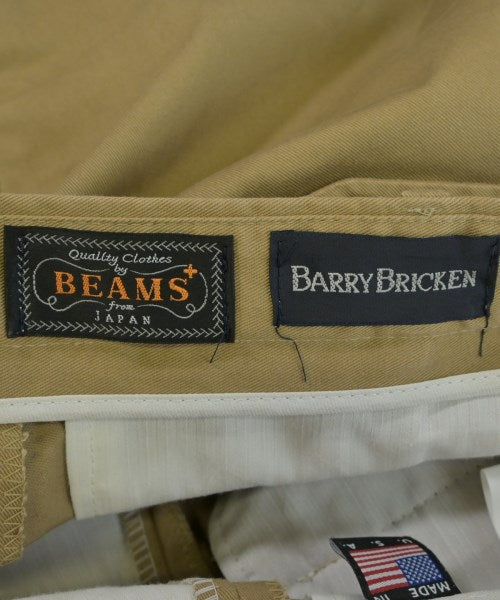 Quality Clothes
by
BEAMS+
from
JAPAN
BARRY BRICKEN
MADE IN
U. S. A.